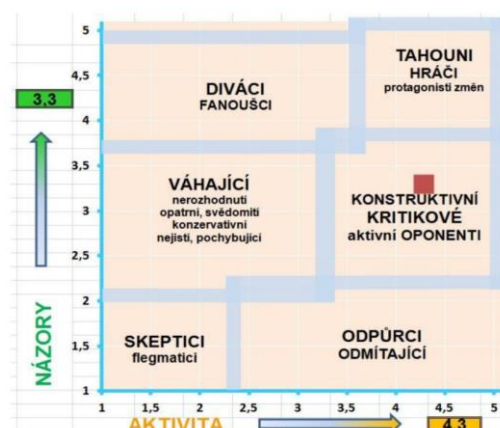 5
4,5
3,3
4
3,5
3
2,5
2
1,5
1
NÁZORY
DIVÁCI
FANOUŠCI
TAHOUNI
HRÁČI
protagonisti změn
VÁHAJÍCÍ
nerozhodnutí
opatrní, svědomití
konzervativní
nejistí, pochybující
KONSTRUKTIVNÍ
KRITIKOVÉ
aktivní OPONENTI
SKEPTICI
flegmatici
ODPŮRCI
ODMÍTAJÍCÍ
1 1,5 2 2,5 3 3,5 4 4,5 5
AKTIVITA
4,3